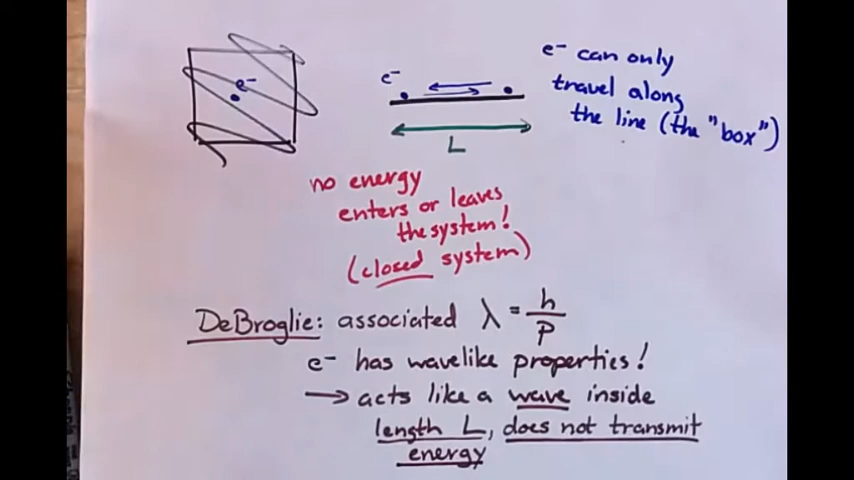 e⁻
e⁻
L
e⁻ can only
travel along
the line (the "box")
no energy
enters or leaves
the system!
(closed system)
DeBroglie: associated λ = h/P
e⁻ has wavelike properties!
→ acts like a wave inside
length L, does not transmit
energy